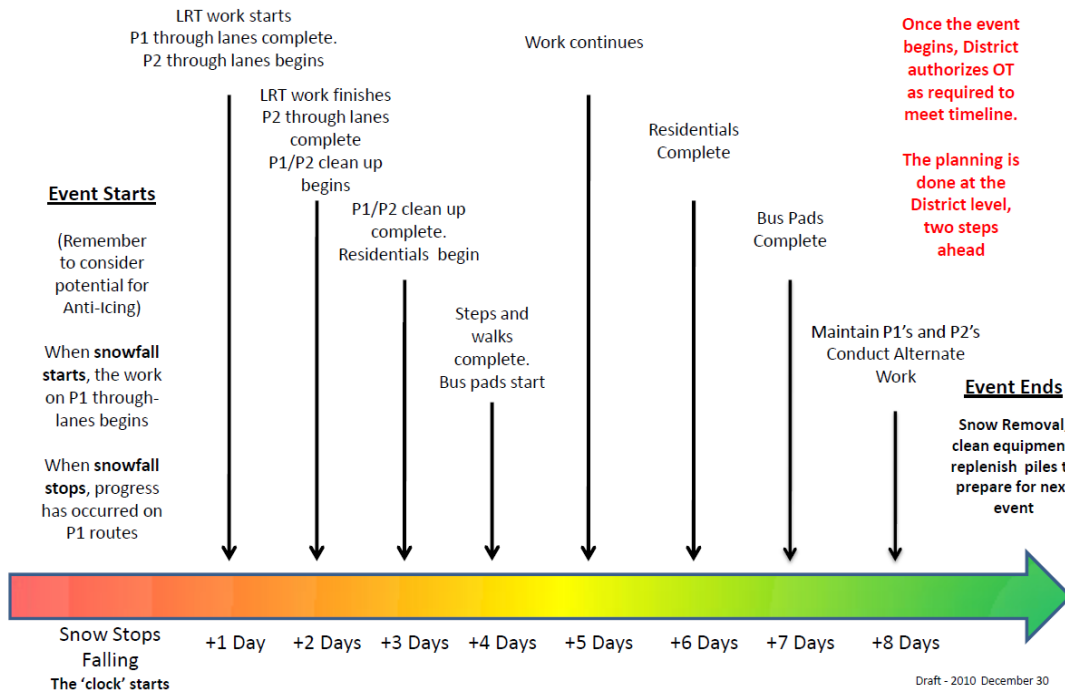 LRT work starts
P1 through lanes complete.
P2 through lanes begins
LRT work finishes
P2 through lanes
complete
P1/P2 clean up
begins
P1/P2 clean up
complete.
Residentials begin
Steps and
walks
complete.
Bus pads start
Work continues
Residentials
Complete
Bus Pads
Complete
Maintain P1's and P2's
Conduct Alternate
Work
Once the event
begins, District
authorizes OT
as required to
meet timeline.
The planning is
done at the
District level,
two steps
ahead
Event Starts
(Remember
to consider
potential for
Anti-Icing)
When snowfall
starts, the work
on P1 through-
lanes begins
When snowfall
stops, progress
has occurred on
P1 routes
Event Ends
Snow Removal,
clean equipmen
replenish piles t
prepare for nex
event
Snow Stops
Falling
The 'clock' starts
+1 Day
+2 Days
+3 Days
+4 Days
+5 Days
+6 Days
+7 Days
+8 Days
Draft - 2010 December 30